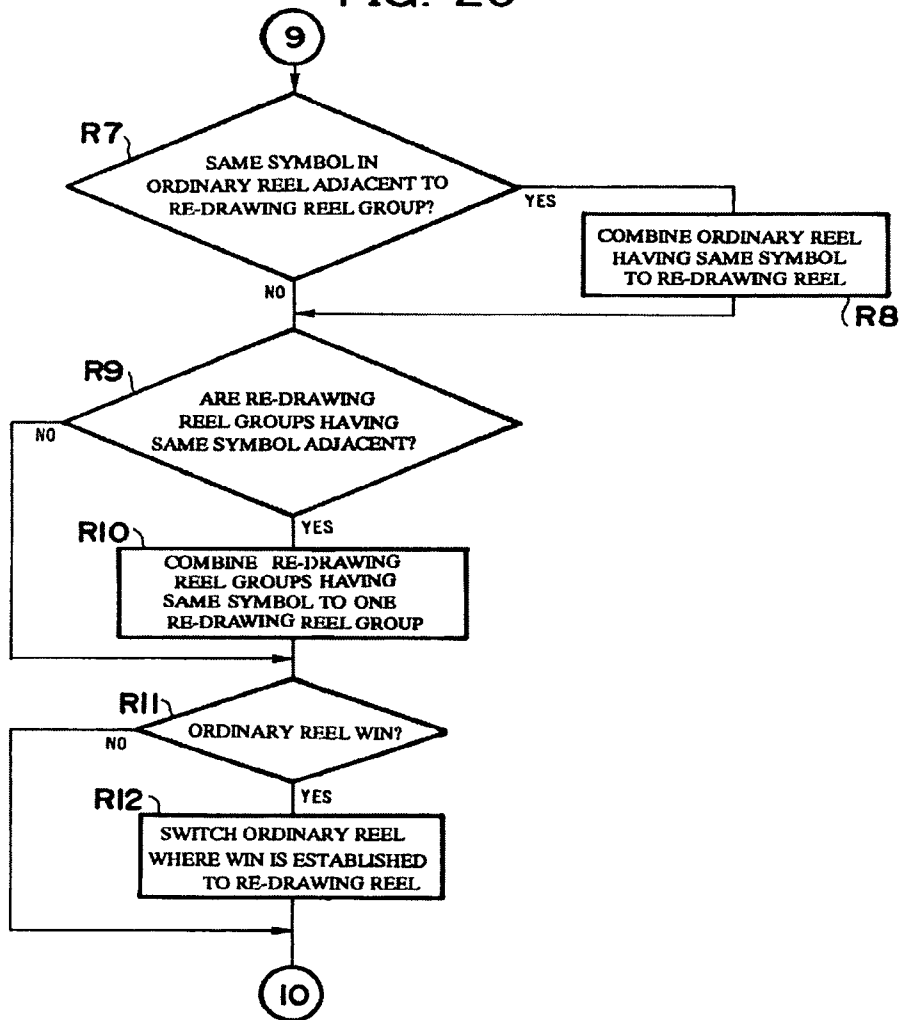 9
R7
SAME SYMBOL IN
ORDINARY REEL ADJACENT TO
RE-DRAWING REEL GROUP?
YES
COMBINE ORDINARY REEL
HAVING SAME SYMBOL
TO RE-DRAWING REEL
R8
NO
R9
ARE RE-DRAWING
REEL GROUPS HAVING
SAME SYMBOL ADJACENT?
NO
YES
R10
COMBINE RE-DRAWING
REEL GROUPS HAVING
SAME SYMBOL TO ONE
RE-DRAWING REEL GROUP
R11
ORDINARY REEL WIN?
NO
YES
R12
SWITCH ORDINARY REEL
WHERE WIN IS ESTABLISHED
TO RE-DRAWING REEL
10